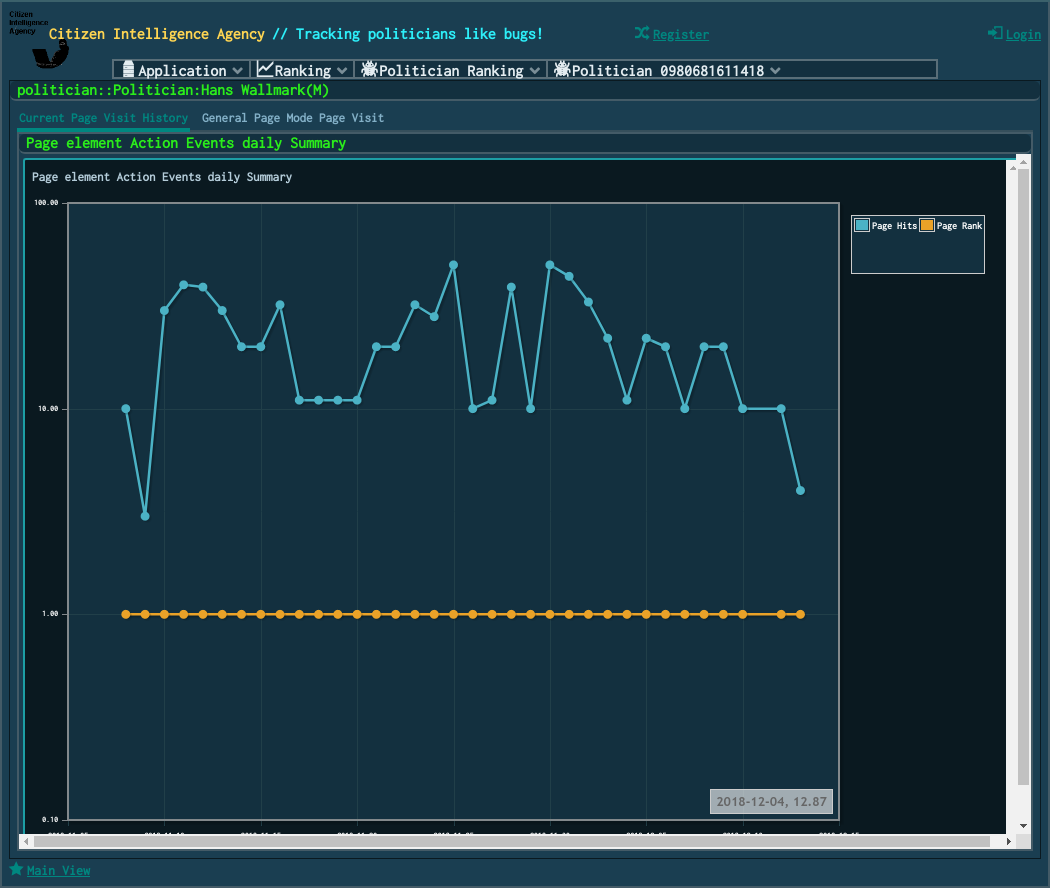 Citizen
Intelligence
Agency
Citizen Intelligence Agency // Tracking politicians like bugs!
Register
Login
Application
Ranking
Politician Ranking
Politician 0980681611418
politician::Politician:Hans Wallmark(M)
Current Page Visit History
General Page Mode Page Visit
Page element Action Events daily Summary
Page element Action Events daily Summary
100.00
Page Hits
Page Rank
10.00
1.00
2018-12-04, 12.87
0.10
Main View